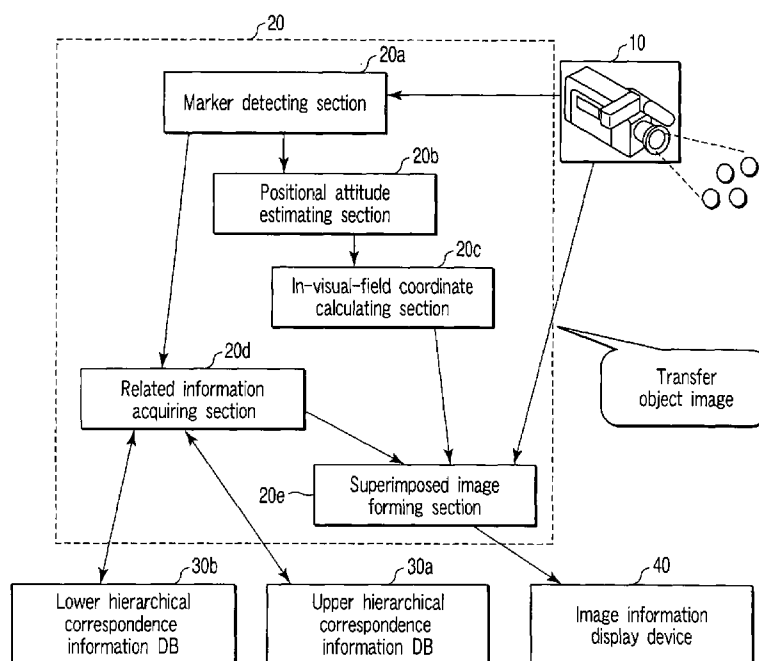 20
10
20a
Marker detecting section
20b
Positional attitude
estimating section
20c
In-visual-field coordinate
calculating section
20d
Related information
acquiring section
Transfer
object image
20e
Superimposed image
forming section
30b
Lower hierarchical
correspondence
information DB
30a
Upper hierarchical
correspondence
information DB
40
Image information
display device